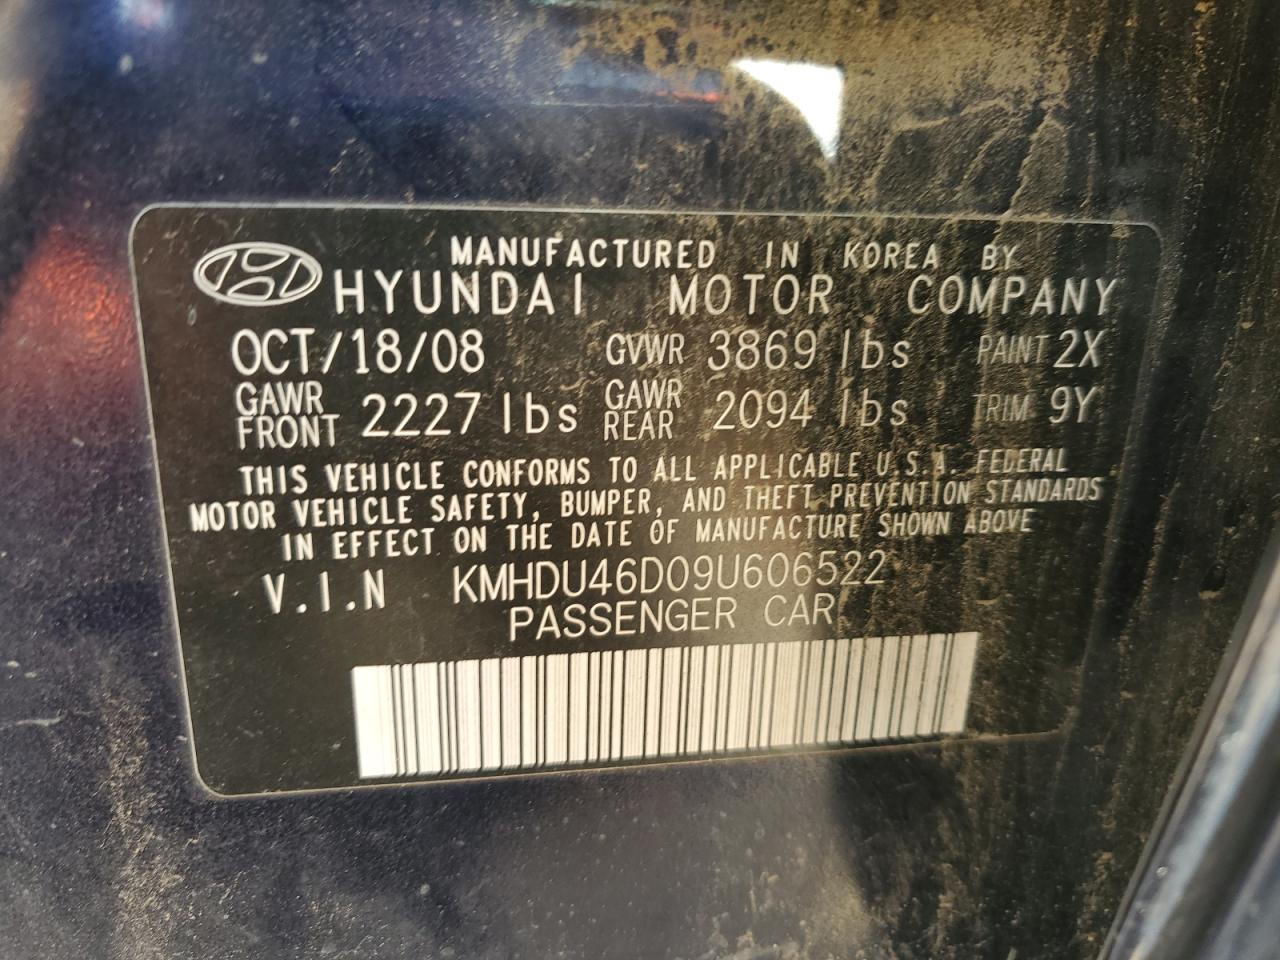 MANUFACTURED IN KOREA BY
HYUNDAI MOTOR COMPANY
OCT/18/08 GVWR 3869 lbs PAINT 2X
GAWR FRONT 2227 lbs GAWR REAR 2094 lbs TRIM 9Y
THIS VEHICLE CONFORMS TO ALL APPLICABLE U.S.A. FEDERAL
MOTOR VEHICLE SAFETY, BUMPER, AND THEFT PREVENTION STANDARDS
IN EFFECT ON THE DATE OF MANUFACTURE SHOWN ABOVE
V.I.N KMHDU46D09U606522
PASSENGER CAR